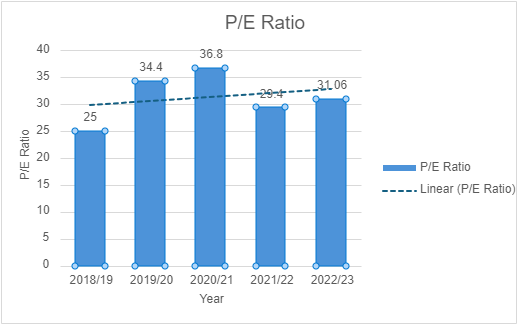 P/E Ratio
40
35
30
25
20
15
10
5
0
P/E Ratio
25
34.4
36.8
29.4
31.06
2018/19 2019/20 2020/21 2021/22 2022/23
Year
P/E Ratio
Linear (P/E Ratio)